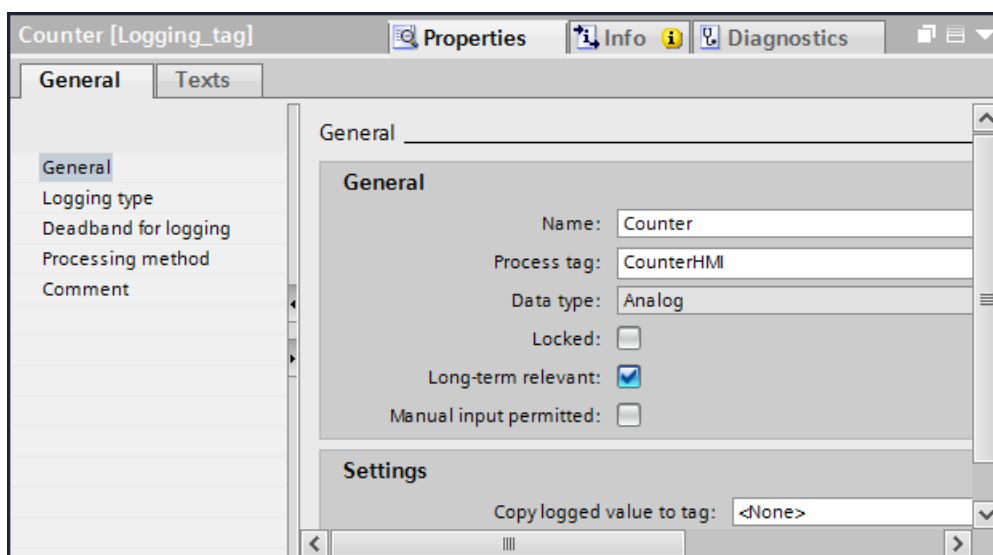 Counter [Logging_tag]
Properties
Info
Diagnostics
General
Texts
General
Logging type
Deadband for logging
Processing method
Comment
General
General
Name: Counter
Process tag: CounterHMI
Data type: Analog
Locked:
Long-term relevant:
Manual input permitted:
Settings
Copy logged value to tag: <None>